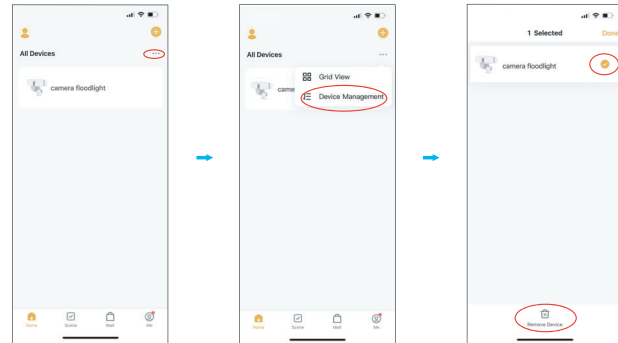 All Devices
camera floodlight
Home Scene Mall Me
All Devices
Grid View
came
Device Management
Home Scene Mall Me
1 Selected Done
camera floodlight
Remove Device